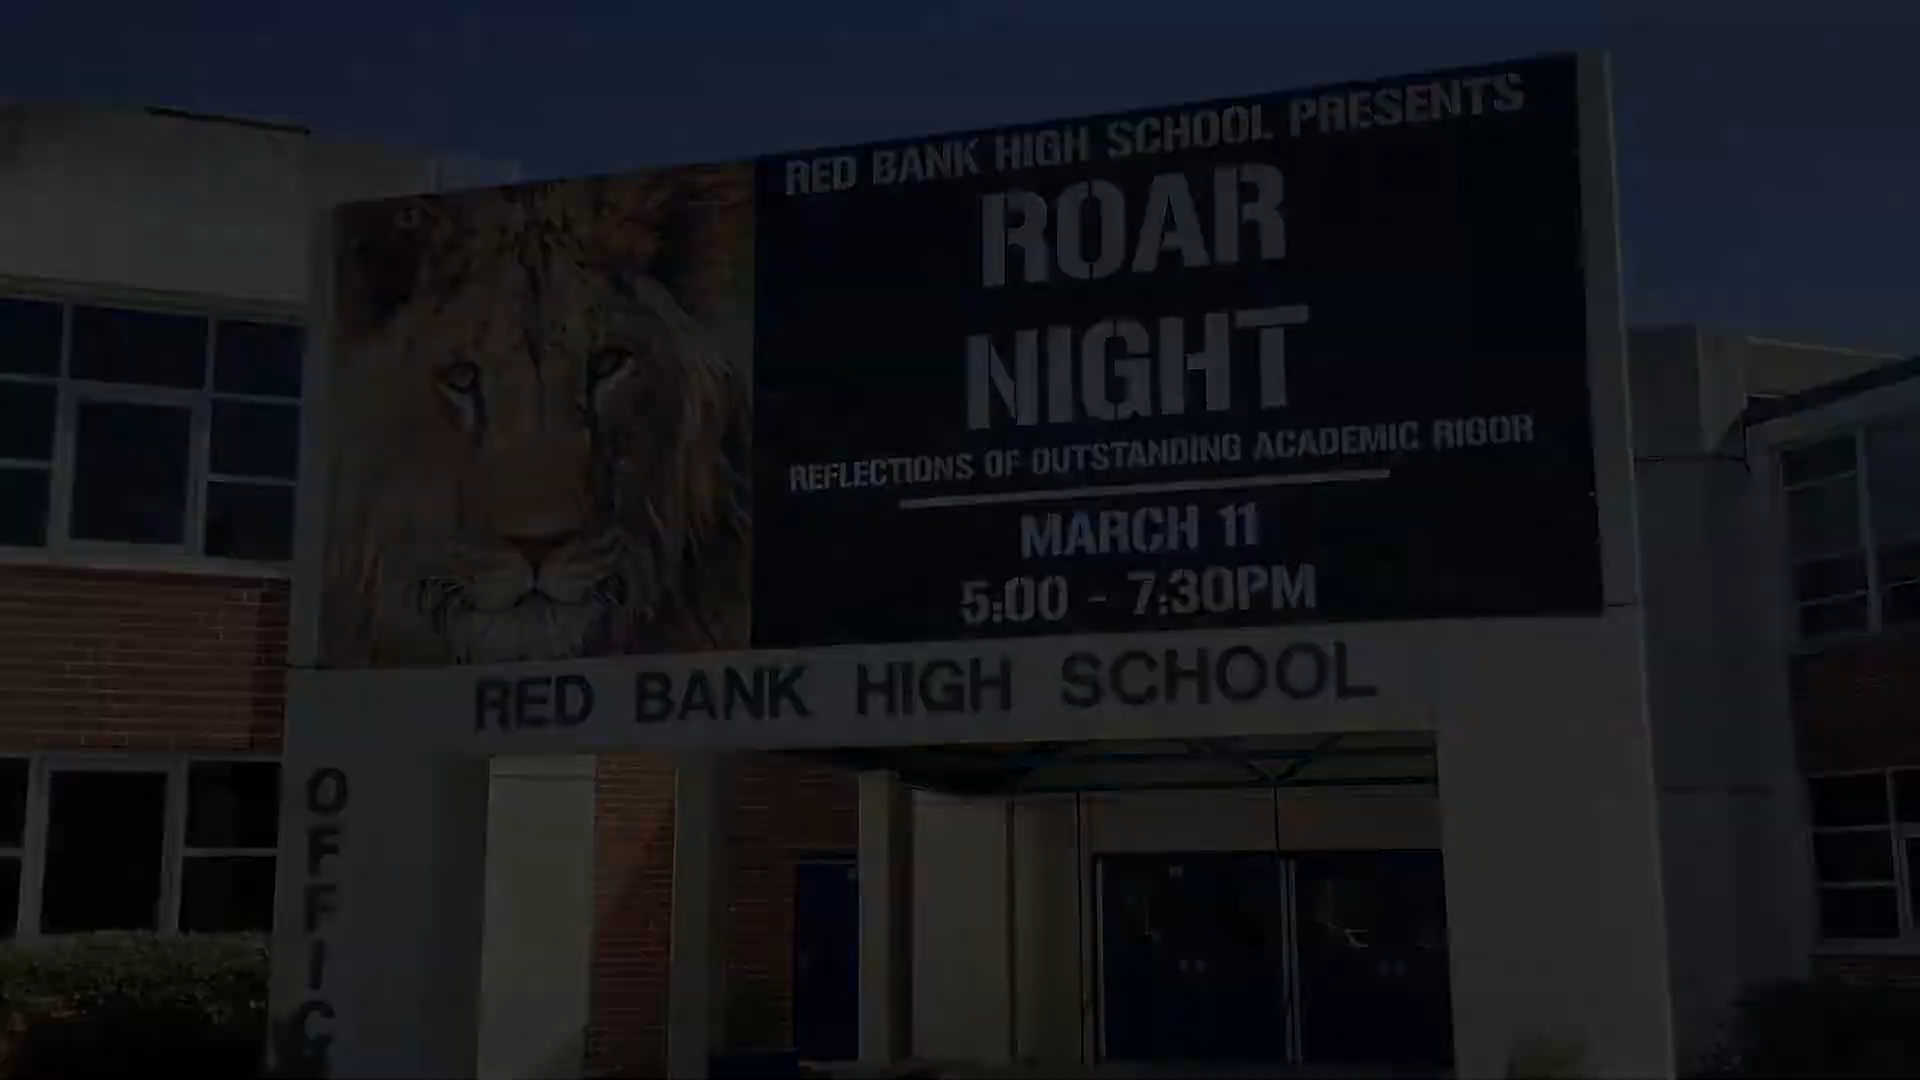 RED BANK HIGH SCHOOL PRESENTS
ROAR
NIGHT
REFLECTIONS OF OUTSTANDING ACADEMIC RIGOR
MARCH 11
5:00 - 7:30PM
RED BANK HIGH SCHOOL
OFFIC